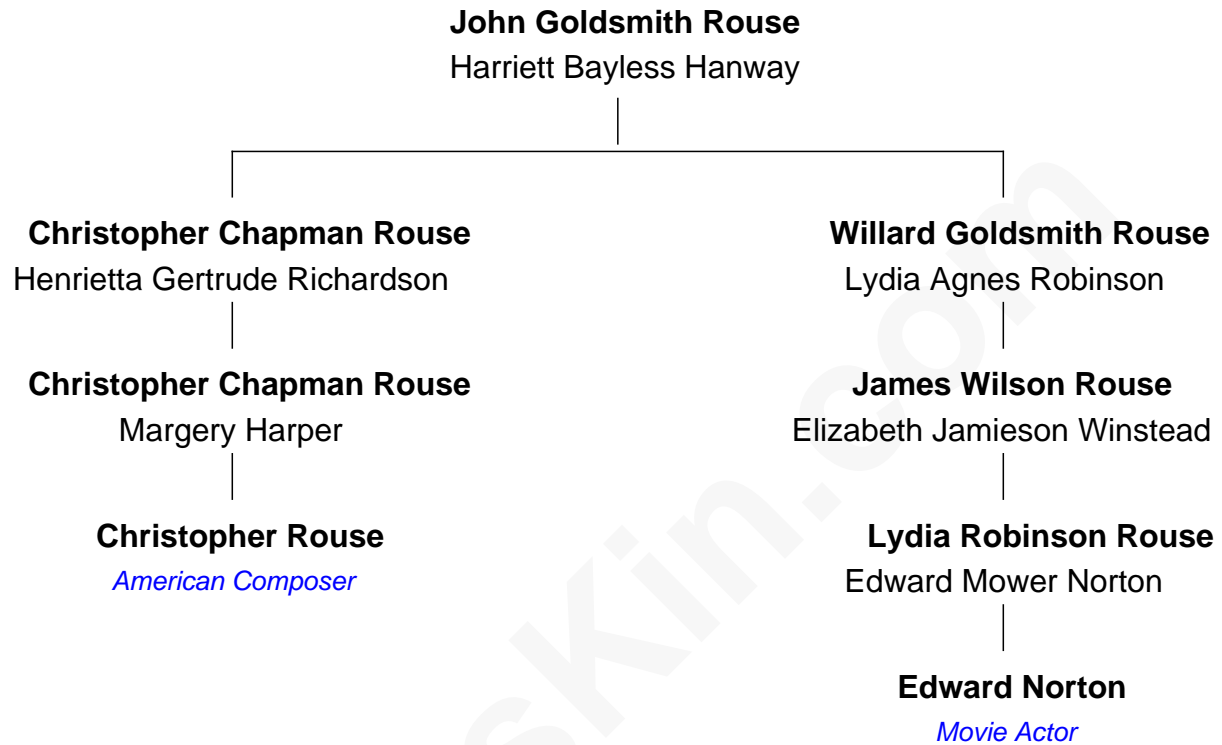 John Goldsmith Rouse
Harriett Bayless Hanway
Christopher Chapman Rouse
Henrietta Gertrude Richardson
Willard Goldsmith Rouse
Lydia Agnes Robinson
Christopher Chapman Rouse
Margery Harper
James Wilson Rouse
Elizabeth Jamieson Winstead
Christopher Rouse
American Composer
Lydia Robinson Rouse
Edward Mower Norton
Edward Norton
Movie Actor
sKin.com